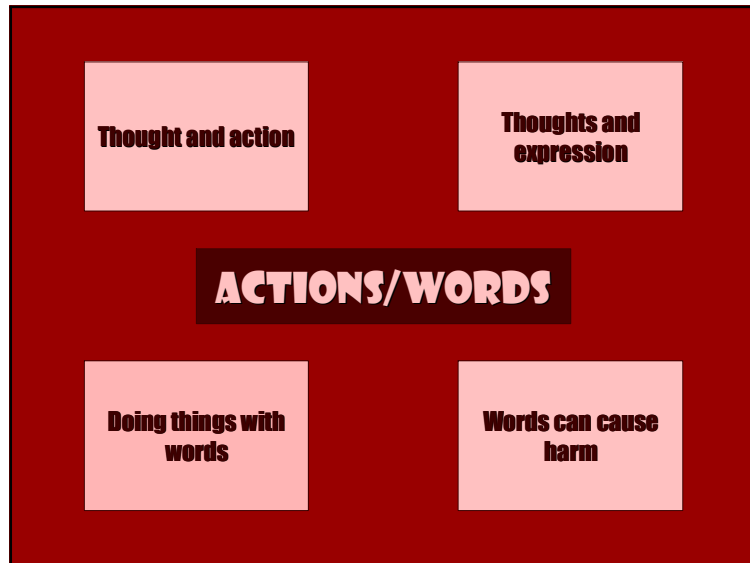 Thought and action
Thoughts and
expression
ACTIONS/WORDS
Doing things with
words
Words can cause
harm